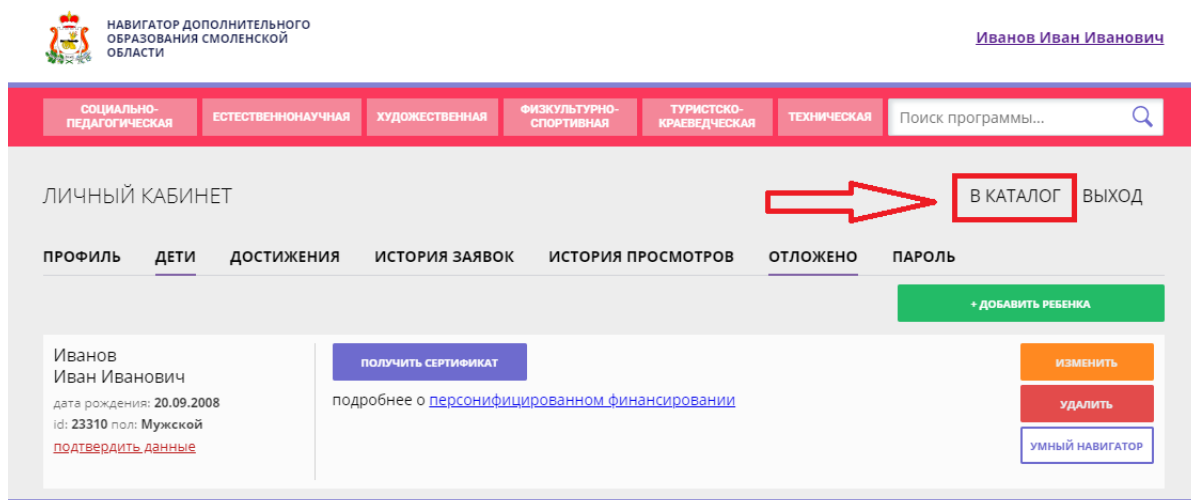 НАВИГАТОР ДОПОЛНИТЕЛЬНОГО
ОБРАЗОВАНИЯ СМОЛЕНСКОЙ
ОБЛАСТИ
Иванов Иван Иванович
СОЦИАЛЬНО-
ПЕДАГОГИЧЕСКАЯ
ЕСТЕСТВЕННОНАУЧНАЯ
ХУДОЖЕСТВЕННАЯ
ФИЗКУЛЬТУРНО-
СПОРТИВНАЯ
ТУРИСТСКО-
КРАЕВЕДЧЕСКАЯ
ТЕХНИЧЕСКАЯ
Поиск программы...
ЛИЧНЫЙ КАБИНЕТ
В КАТАЛОГ ВЫХОД
ПРОФИЛЬ ДЕТИ ДОСТИЖЕНИЯ ИСТОРИЯ ЗАЯВОК ИСТОРИЯ ПРОСМОТРОВ ОТЛОЖЕНО ПАРОЛЬ
+ ДОБАВИТЬ РЕБЕНКА
Иванов
Иван Иванович
дата рождения: 20.09.2008
id: 23310 пол: Мужской
подтвердить данные
ПОЛУЧИТЬ СЕРТИФИКАТ
подробнее о персонифицированном финансировании
ИЗМЕНИТЬ
УДАЛИТЬ
УМНЫЙ НАВИГАТОР